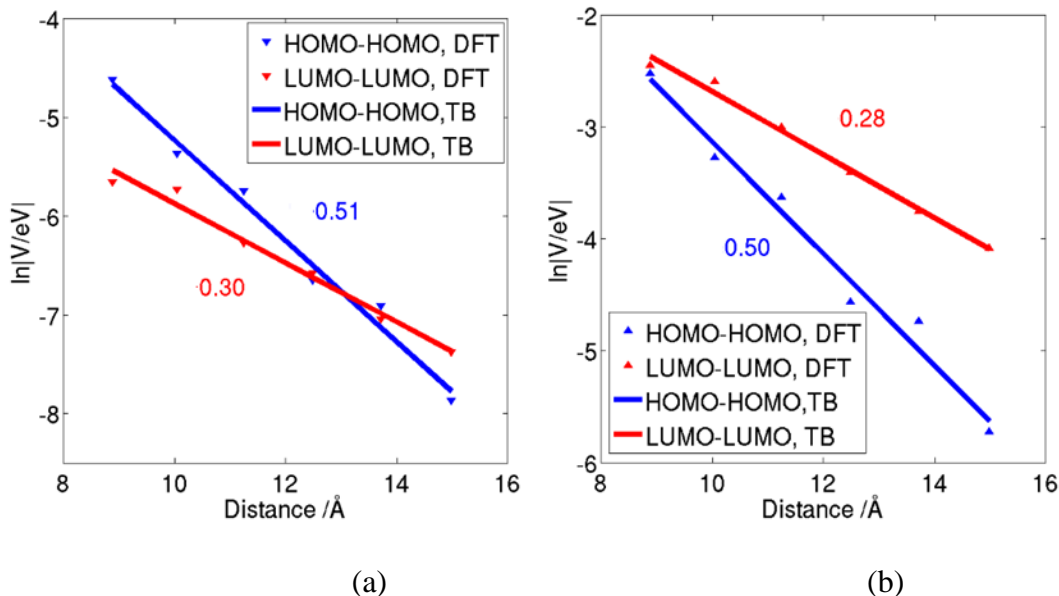 -4
-5
-6
-7
-8
ln|V/eV|
HOMO-HOMO, DFT
LUMO-LUMO, DFT
HOMO-HOMO,TB
LUMO-LUMO, TB
0.51
0.30
8
10
12
14
16
Distance /Å
(a)
-2
-3
-4
-5
-6
ln|V/eV|
0.28
0.50
HOMO-HOMO, DFT
LUMO-LUMO, DFT
HOMO-HOMO,TB
LUMO-LUMO, TB
8
10
12
14
16
Distance /Å
(b)